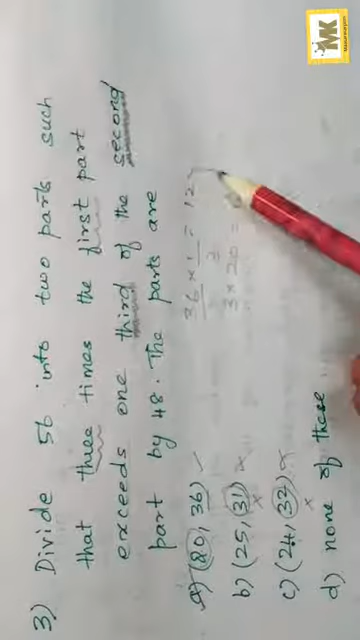 3) Divide 56 into two parts such
that three times the first part
exceeds one third of the second
part by 48. The parts are
a) (20, 36) ✓
b) (25, 31) ×
c) (24, 32) ×
d) none of these
36 × 1/3 = 12
3 × 20 =
MK